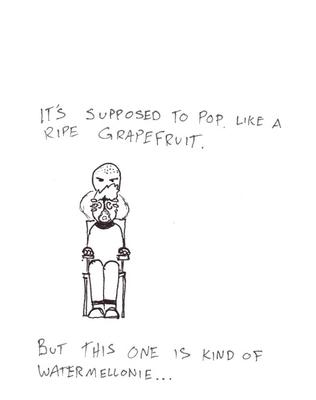 IT'S SUPPOSED TO POP. LIKE A
RIPE GRAPEFRUIT.
BUT THIS ONE IS KIND OF
WATERMELLONIE...